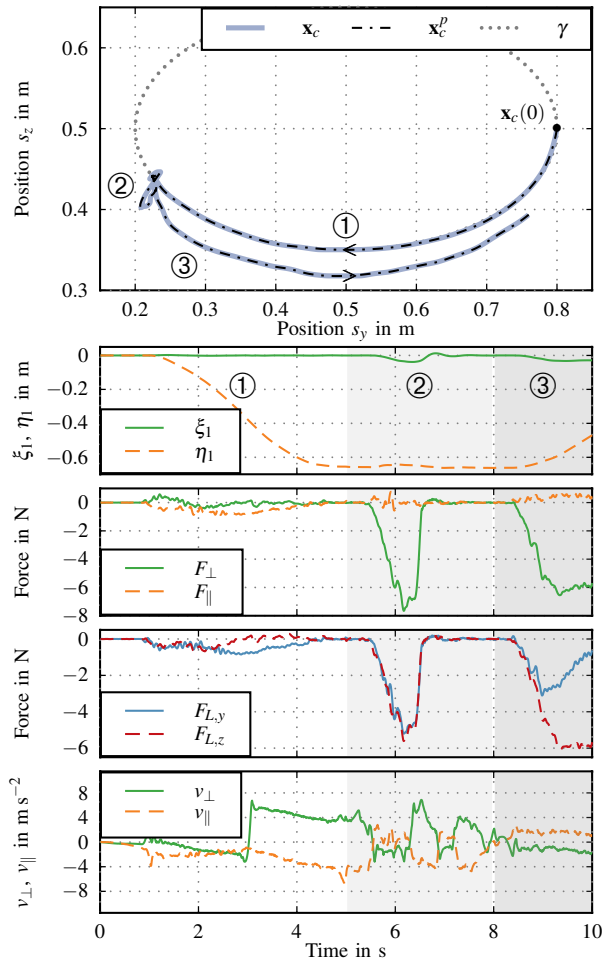 x_c x_c^p γ
x_c(0)
Position s_z in m
0.6
0.5
0.4
0.3
① ② ③
0.2 0.3 0.4 0.5 0.6 0.7 0.8
Position s_y in m
ξ_1, η_1 in m
0
−0.2
−0.4
−0.6
① ② ③
ξ_1
η_1
Force in N
0
−2
−4
−6
−8
F_⊥
F_∥
Force in N
0
−2
−4
−6
F_{L,y}
F_{L,z}
v_⊥, v_∥ in m s^{−2}
8
4
0
−4
−8
v_⊥
v_∥
0 2 4 6 8 10
Time in s